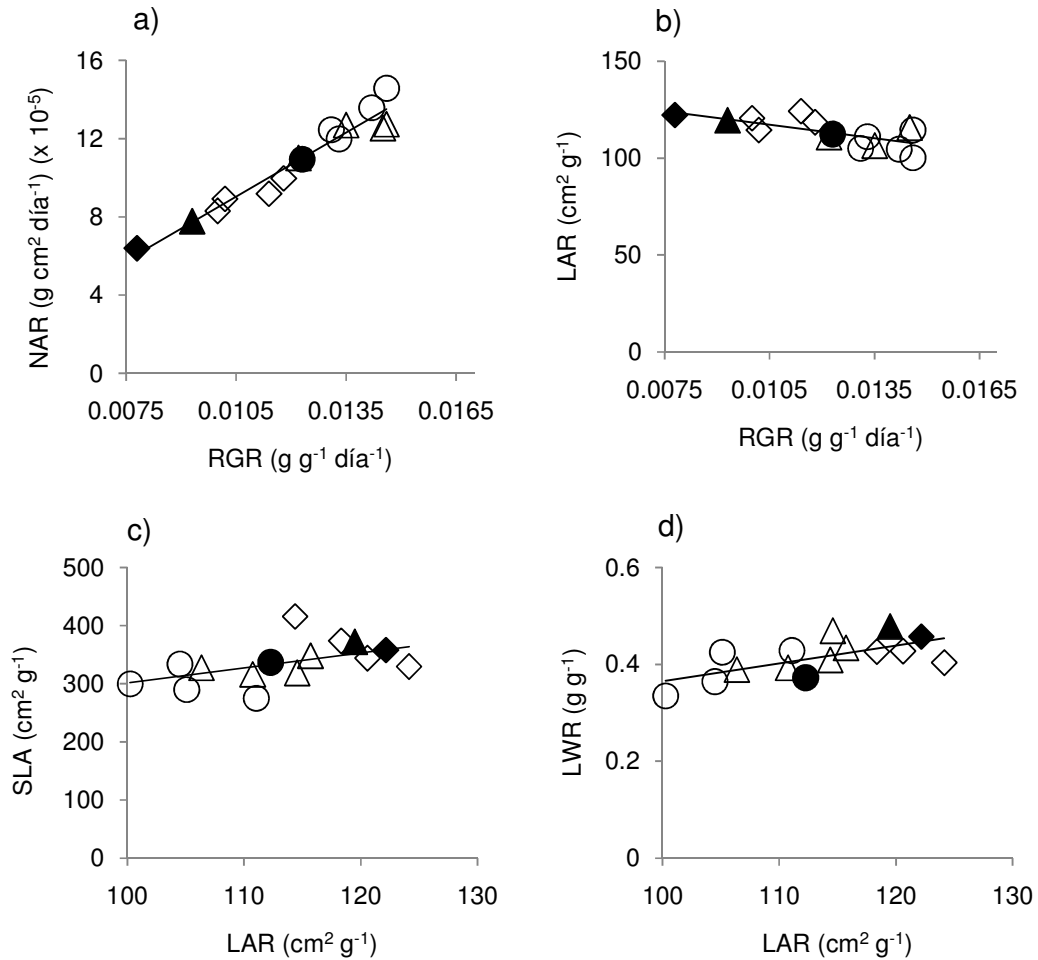 a)
16
12
8
4
0
0.0075 0.0105 0.0135 0.0165
NAR (g cm² día⁻¹) (x 10⁻⁵)
RGR (g g⁻¹ día⁻¹)
b)
150
100
50
0
0.0075 0.0105 0.0135 0.0165
LAR (cm² g⁻¹)
RGR (g g⁻¹ día⁻¹)
c)
500
400
300
200
100
0
100 110 120 130
SLA (cm² g⁻¹)
LAR (cm² g⁻¹)
d)
0.6
0.4
0.2
0
100 110 120 130
LWR (g g⁻¹)
LAR (cm² g⁻¹)